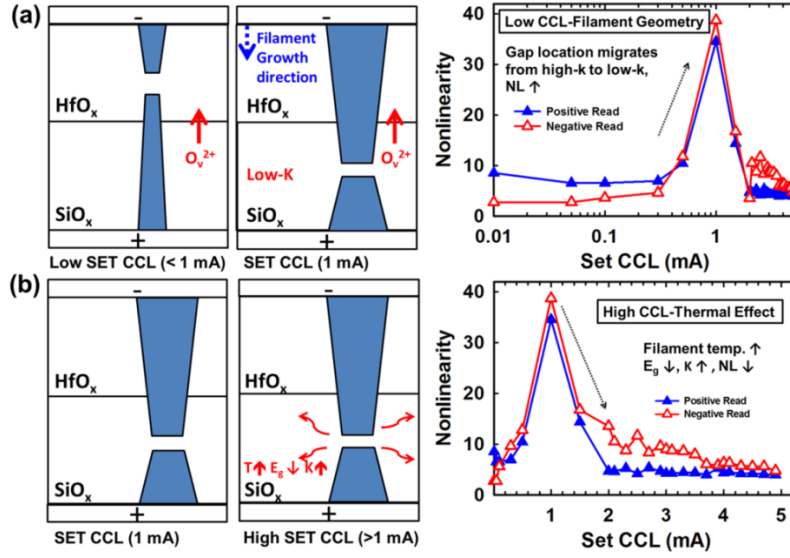 (a)
-
Filament
Growth
direction
HfOx
HfOx
Ov2+
Low-K
Ov2+
SiOx
SiOx
+
+
Low SET CCL (< 1 mA)
SET CCL (1 mA)
Nonlinearity
40
30
20
10
0
Low CCL-Filament Geometry
Gap location migrates
from high-k to low-k,
NL ↑
Positive Read
Negative Read
0.01
0.1
1
Set CCL (mA)
(b)
-
-
HfOx
HfOx
T↑ Eg ↓ K↑
SiOx
SiOx
+
+
SET CCL (1 mA)
High SET CCL (>1 mA)
Nonlinearity
40
30
20
10
0
High CCL-Thermal Effect
Filament temp. ↑
Eg ↓, K ↑ , NL ↓
Positive Read
Negative Read
0
1
2
3
4
5
Set CCL (mA)